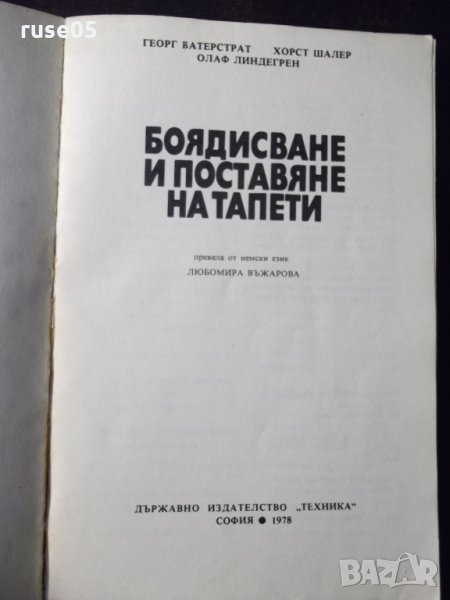 ruse05
ГЕОРГ ВАТЕРСТРАТ ХОРСТ ШАЛЕР
ОЛАФ ЛИНДЕГРЕН
БОЯДИСВАНЕ
И ПОСТАВЯНЕ
НА ТАПЕТИ
превела от немски език
ЛЮБОМИРА ВЪЖАРОВА
ДЪРЖАВНО ИЗДАТЕЛСТВО „ТЕХНИКА“
СОФИЯ ● 1978
BAZAR